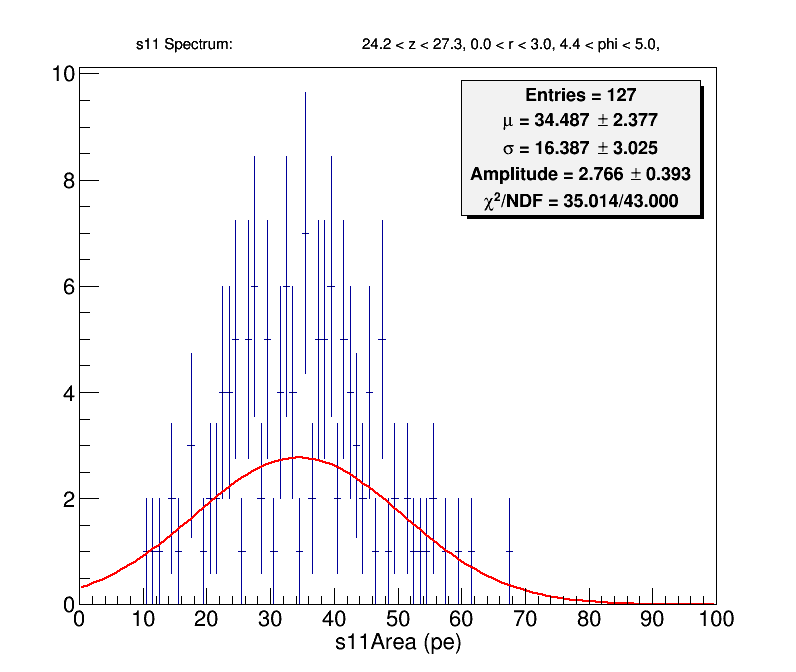 s11 Spectrum: 24.2 < z < 27.3, 0.0 < r < 3.0, 4.4 < phi < 5.0,
Entries = 127
μ = 34.487 ± 2.377
σ = 16.387 ± 3.025
Amplitude = 2.766 ± 0.393
χ²/NDF = 35.014/43.000
10
8
6
4
2
0
0 10 20 30 40 50 60 70 80 90 100
s11Area (pe)